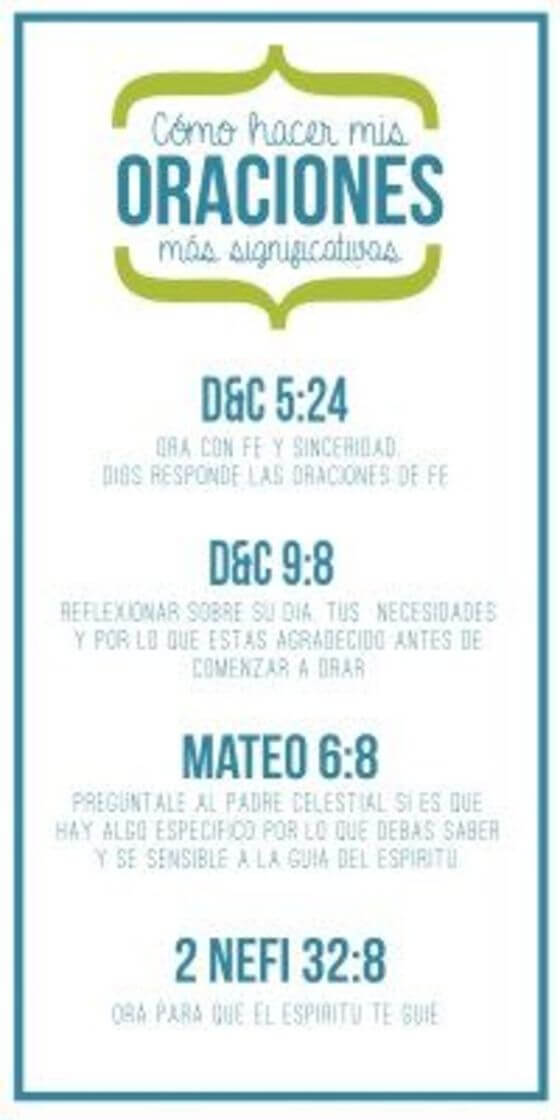 Cómo hacer mis
ORACIONES
más significativas
D&C 5:24
ORA CON FE Y SINCERIDAD.
DIOS RESPONDE LAS ORACIONES DE FE
D&C 9:8
REFLEXIONAR SOBRE SU DIA, TUS NECESIDADES
Y POR LO QUE ESTAS AGRADECIDO ANTES DE
COMENZAR A ORAR
MATEO 6:8
PREGUNTALE AL PADRE CELESTIAL SI ES QUE
HAY ALGO ESPECIFICO POR LO QUE DEBAS SABER
Y SE SENSIBLE A LA GUIA DEL ESPIRITU
2 NEFI 32:8
ORA PARA QUE EL ESPIRITU TE GUIE